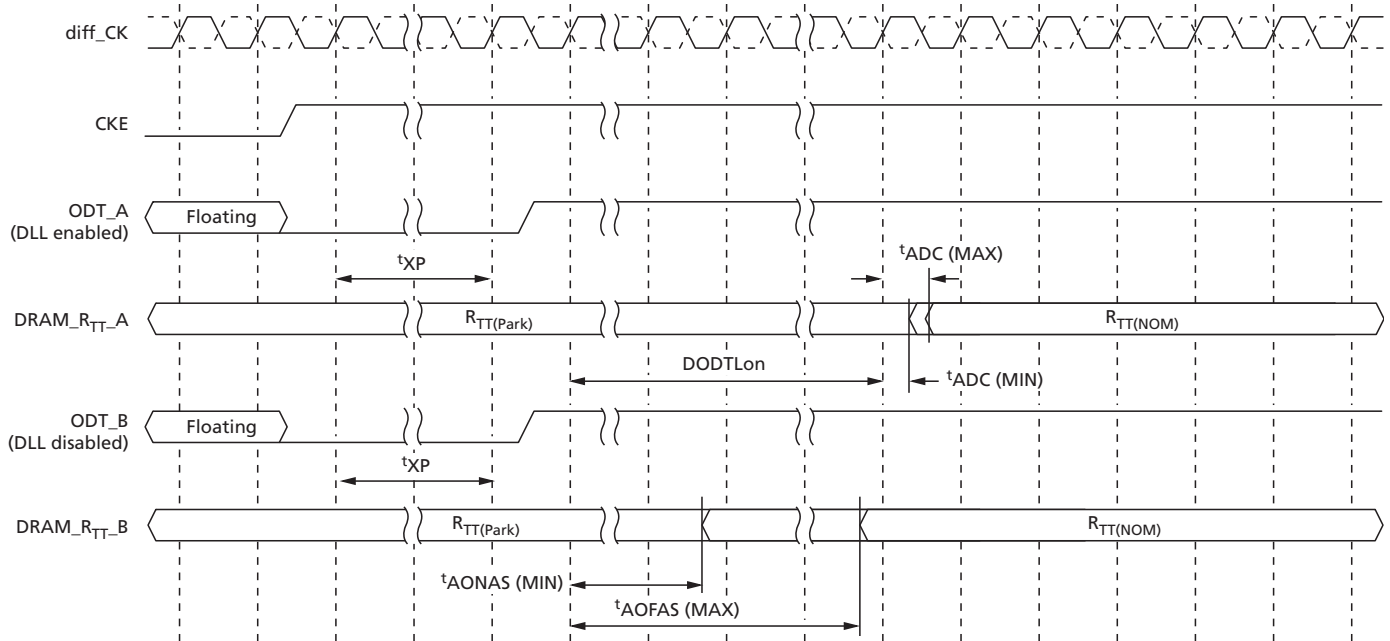 diff_CK
CKE
ODT_A
(DLL enabled)
Floating
tXP
tADC (MAX)
DRAM_RTT_A
RTT(Park)
RTT(NOM)
DODTLon
tADC (MIN)
ODT_B
(DLL disabled)
Floating
tXP
DRAM_RTT_B
RTT(Park)
RTT(NOM)
tAONAS (MIN)
tAOFAS (MAX)